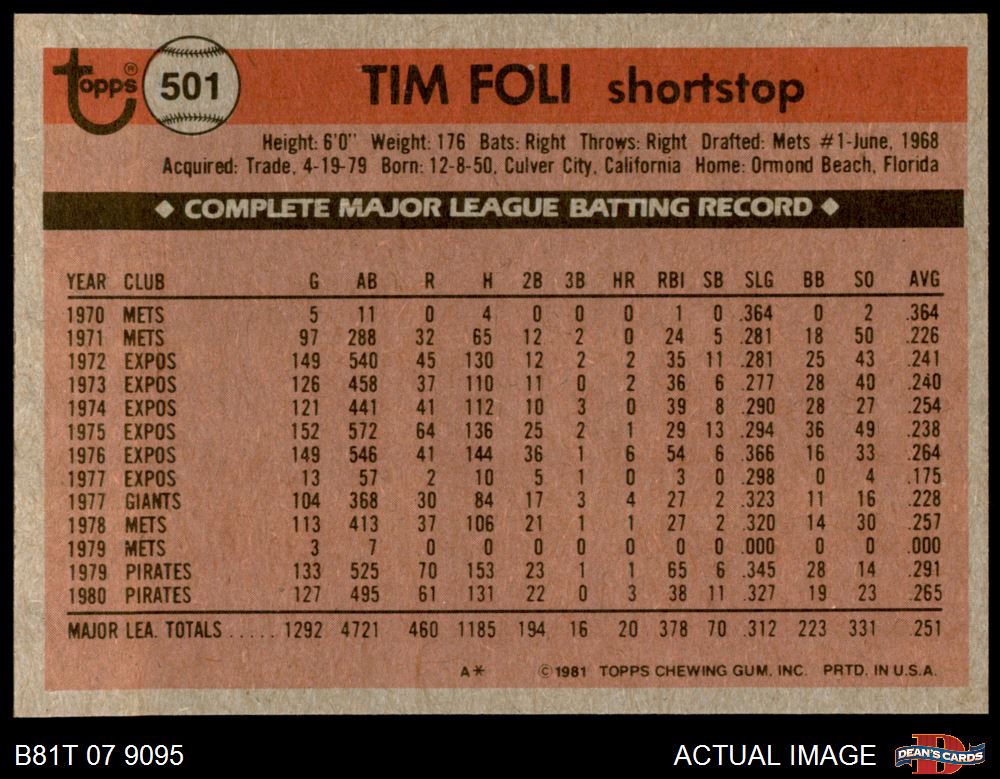 topps® 501 TIM FOLI shortstop
Height: 6'0" Weight: 176 Bats: Right Throws: Right Drafted: Mets #1-June, 1968
Acquired: Trade, 4-19-79 Born: 12-8-50, Culver City, California Home: Ormond Beach, Florida
◆ COMPLETE MAJOR LEAGUE BATTING RECORD ◆
YEAR CLUB G AB R H 2B 3B HR RBI SB SLG BB SO AVG
1970 METS 5 11 0 4 0 0 0 1 0 .364 0 2 .364
1971 METS 97 288 32 65 12 2 0 24 5 .281 18 50 .226
1972 EXPOS 149 540 45 130 12 2 2 35 11 .281 25 43 .241
1973 EXPOS 126 458 37 110 11 0 2 36 6 .277 28 40 .240
1974 EXPOS 121 441 41 112 10 3 0 39 8 .290 28 27 .254
1975 EXPOS 152 572 64 136 25 2 1 29 13 .294 36 49 .238
1976 EXPOS 149 546 41 144 36 1 6 54 6 .366 16 33 .264
1977 EXPOS 13 57 2 10 5 1 0 3 0 .298 0 4 .175
1977 GIANTS 104 368 30 84 17 3 4 27 2 .323 11 16 .228
1978 METS 113 413 37 106 21 1 1 27 2 .320 14 30 .257
1979 METS 3 7 0 0 0 0 0 0 0 .000 0 0 .000
1979 PIRATES 133 525 70 153 23 1 1 65 6 .345 28 14 .291
1980 PIRATES 127 495 61 131 22 0 3 38 11 .327 19 23 .265
MAJOR LEA. TOTALS ..... 1292 4721 460 1185 194 16 20 378 70 .312 223 331 .251
A* ©1981 TOPPS CHEWING GUM, INC. PRTD. IN U.S.A.
B81T 07 9095 ACTUAL IMAGE D DEAN'S CARDS